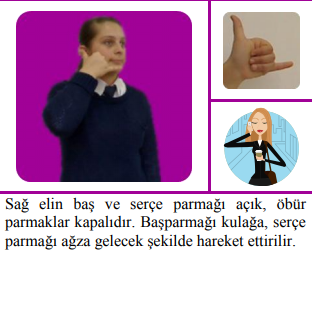 Sağ elin baş ve serçe parmağı açık, öbür
parmaklar kapalıdır. Başparmağı kulağa, serçe
parmağı ağza gelecek şekilde hareket ettirilir.